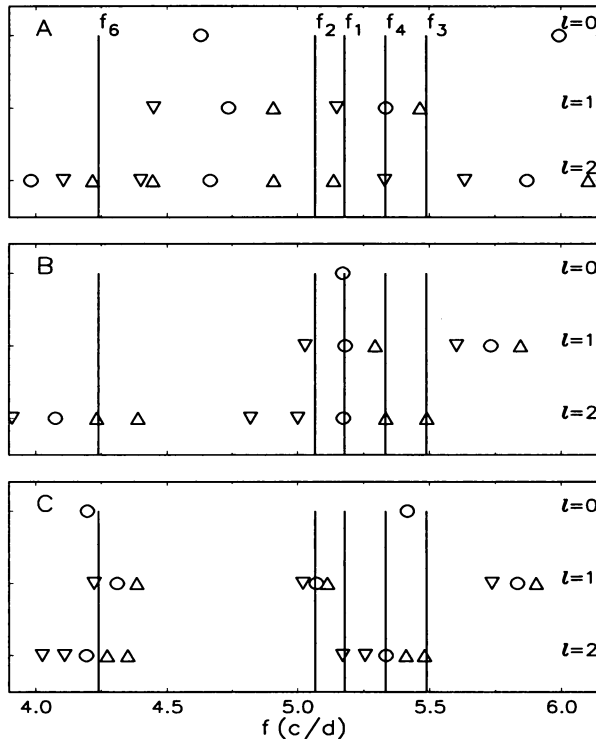 A f₆ f₂ f₁ f₄ f₃ l=0
l=1
l=2
B l=0
l=1
l=2
C l=0
l=1
l=2
4.0 4.5 5.0 5.5 6.0
f (c/d)